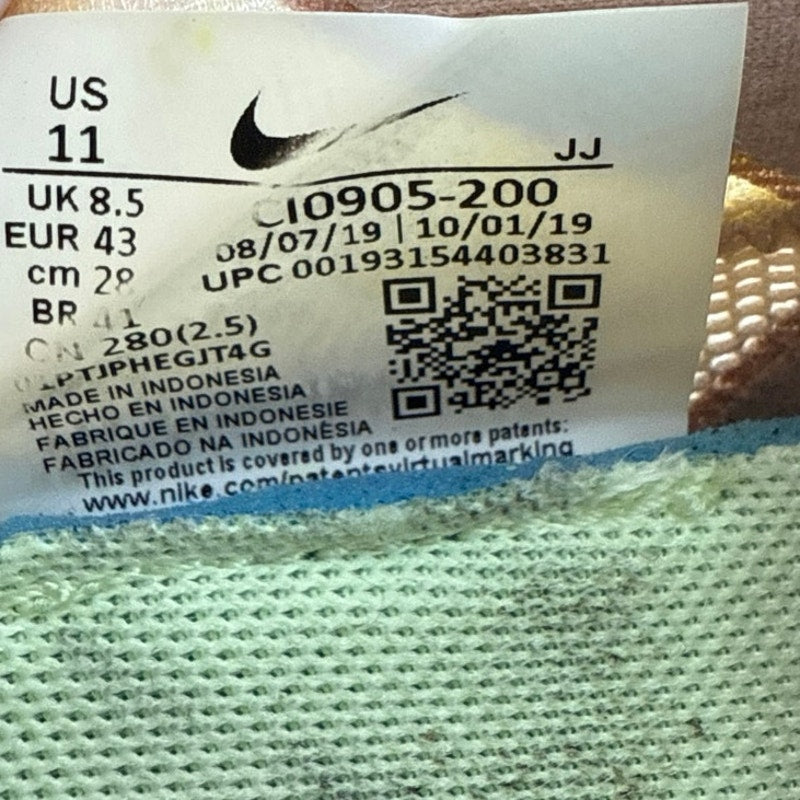 US
11
JJ
UK 8.5
EUR 43
cm 28
BR 41
CN 280(2.5)
CI0905-200
08/07/19 | 10/01/19
UPC 00193154403831
MADE IN INDONESIA
HECHO EN INDONESIA
FABRIQUE EN INDONESIE
FABRICADO NA INDONÉSIA
This product is covered by one or more patents:
www.nike.com/patentsvirtualmarking